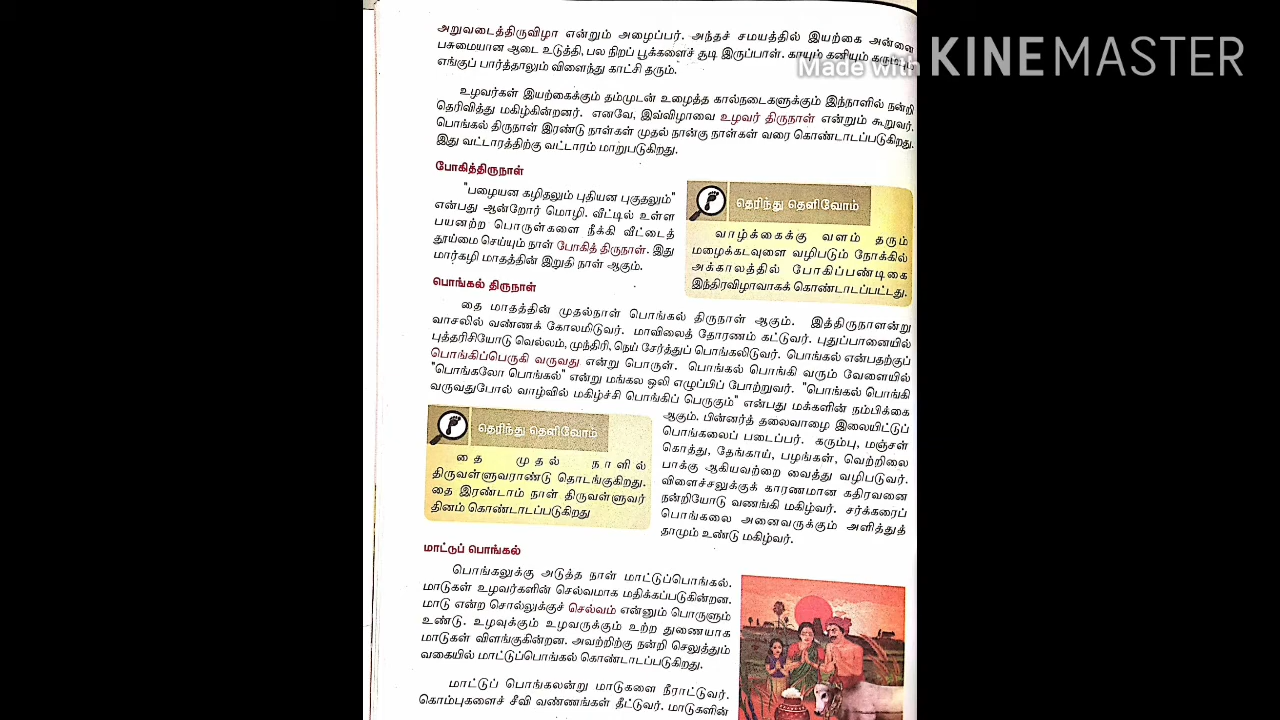 அறுவடைத்திருவிழா என்றும் அழைப்பர். அந்தச் சமயத்தில் இயற்கை அன்னை
பசுமையான ஆடை உடுத்தி, பல நிறப் பூக்களைச் சூடி இருப்பாள். காயும் கனியும் கரும்பும்
எங்குப் பார்த்தாலும் விளைந்து காட்சி தரும்.
Made with KINEMASTER
உழவர்கள் இயற்கைக்கும் தம்முடன் உழைத்த கால்நடைகளுக்கும் இந்நாளில் நன்றி
தெரிவித்து மகிழ்கின்றனர். எனவே, இவ்விழாவை உழவர் திருநாள் என்றும் கூறுவர்.
பொங்கல் திருநாள் இரண்டு நாள்கள் முதல் நான்கு நாள்கள் வரை கொண்டாடப்படுகிறது.
இது வட்டாரத்திற்கு வட்டாரம் மாறுபடுகிறது.
போகித்திருநாள்
"பழையன கழிதலும் புதியன புகுதலும்"
என்பது ஆன்றோர் மொழி. வீட்டில் உள்ள
பயனற்ற பொருள்களை நீக்கி வீட்டைத்
தூய்மை செய்யும் நாள் போகித் திருநாள். இது
மார்கழி மாதத்தின் இறுதி நாள் ஆகும்.
தெரிந்து தெளிவோம்
வாழ்க்கைக்கு வளம் தரும்
மழைக்கடவுளை வழிபடும் நோக்கில்
அக்காலத்தில் போகிப்பண்டிகை
இந்திரவிழாவாகக் கொண்டாடப்பட்டது.
பொங்கல் திருநாள்
தை மாதத்தின் முதல்நாள் பொங்கல் திருநாள் ஆகும். இத்திருநாளன்று
வாசலில் வண்ணக் கோலமிடுவர். மாவிலைத் தோரணம் கட்டுவர். புதுப்பானையில்
புத்தரிசியோடு வெல்லம், முந்திரி, நெய் சேர்த்துப் பொங்கலிடுவர். பொங்கல் என்பதற்குப்
பொங்கிப்பெருகி வருவது என்று பொருள். பொங்கல் பொங்கி வரும் வேளையில்
"பொங்கலோ பொங்கல்" என்று மங்கல ஒலி எழுப்பிப் போற்றுவர். "பொங்கல் பொங்கி
வருவதுபோல் வாழ்வில் மகிழ்ச்சி பொங்கிப் பெருகும்" என்பது மக்களின் நம்பிக்கை
ஆகும். பின்னர்த் தலைவாழை இலையிட்டுப்
பொங்கலைப் படைப்பர். கரும்பு, மஞ்சள்
கொத்து, தேங்காய், பழங்கள், வெற்றிலை
பாக்கு ஆகியவற்றை வைத்து வழிபடுவர்.
விளைச்சலுக்குக் காரணமான கதிரவனை
நன்றியோடு வணங்கி மகிழ்வர். சர்க்கரைப்
பொங்கலை அனைவருக்கும் அளித்துத்
தாமும் உண்டு மகிழ்வர்.
தெரிந்து தெளிவோம்
தை முதல் நாளில்
திருவள்ளுவராண்டு தொடங்குகிறது.
தை இரண்டாம் நாள் திருவள்ளுவர்
தினம் கொண்டாடப்படுகிறது
மாட்டுப் பொங்கல்
பொங்கலுக்கு அடுத்த நாள் மாட்டுப்பொங்கல்.
மாடுகள் உழவர்களின் செல்வமாக மதிக்கப்படுகின்றன.
மாடு என்ற சொல்லுக்குச் செல்வம் என்னும் பொருளும்
உண்டு. உழவுக்கும் உழவருக்கும் உற்ற துணையாக
மாடுகள் விளங்குகின்றன. அவற்றிற்கு நன்றி செலுத்தும்
வகையில் மாட்டுப்பொங்கல் கொண்டாடப்படுகிறது.
மாட்டுப் பொங்கலன்று மாடுகளை நீராட்டுவர்.
கொம்புகளைச் சீவி வண்ணங்கள் தீட்டுவர். மாடுகளின்